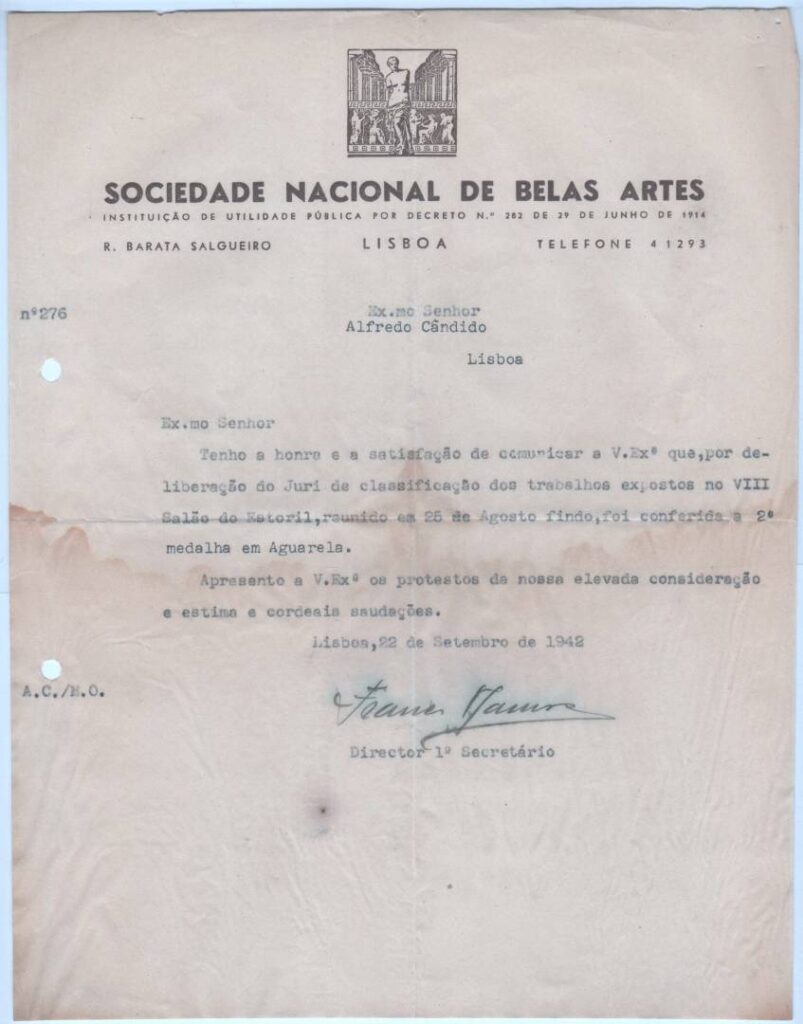 SOCIEDADE NACIONAL DE BELAS ARTES
INSTITUIÇÃO DE UTILIDADE PÚBLICA POR DECRETO N.º 262 DE 29 DE JUNHO DE 1914
R. BARATA SALGUEIRO LISBOA TELEFONE 41293
nº276
Ex.mo Senhor
Alfredo Cândido
Lisboa
Ex.mo Senhor
Tenho a honra e a satisfação de comunicar a V.Exª que,por de-
liberação do Juri de classificação dos trabalhos expostos no VIII
Salão do Estoril,reunido em 25 de Agosto findo,foi conferida a 2ª
medalha em Aguarela.
Apresento a V.Exª os protestos da nossa elevada consideração
e estima e cordeais saudações.
Lisboa,22 de Setembro de 1942
A.C./M.O.
Director 1º Secretário